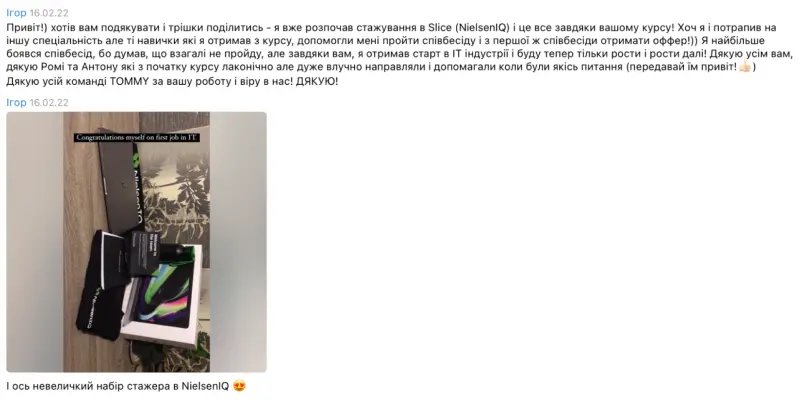 Ігор 16.02.22
Привіт!) хотів вам подякувати і трішки поділитись - я вже розпочав стажування в Slice (NielsenIQ) і це все завдяки вашому курсу! Хоч я і потрапив на
іншу спеціальність але ті навички які я отримав з курсу, допомогли мені пройти співбесіду і з першої ж співбесіди отримати оффер!)) Я найбільше
боявся співбесід, бо думав, що взагалі не пройду, але завдяки вам, я отримав старт в IT індустрії і буду тепер тільки рости і рости далі! Дякую усім вам,
дякую Ромі та Антону які з початку курсу лаконічно але дуже влучно направляли і допомагали коли були якісь питання (передавай їм привіт!👍🏻)
Дякую усій команді TOMMY за вашу роботу і віру в нас! ДЯКУЮ!
Ігор 16.02.22
Congratulations myself on first job in IT.
NielsenIQ
І ось невеличкий набір стажера в NielsenIQ 😍